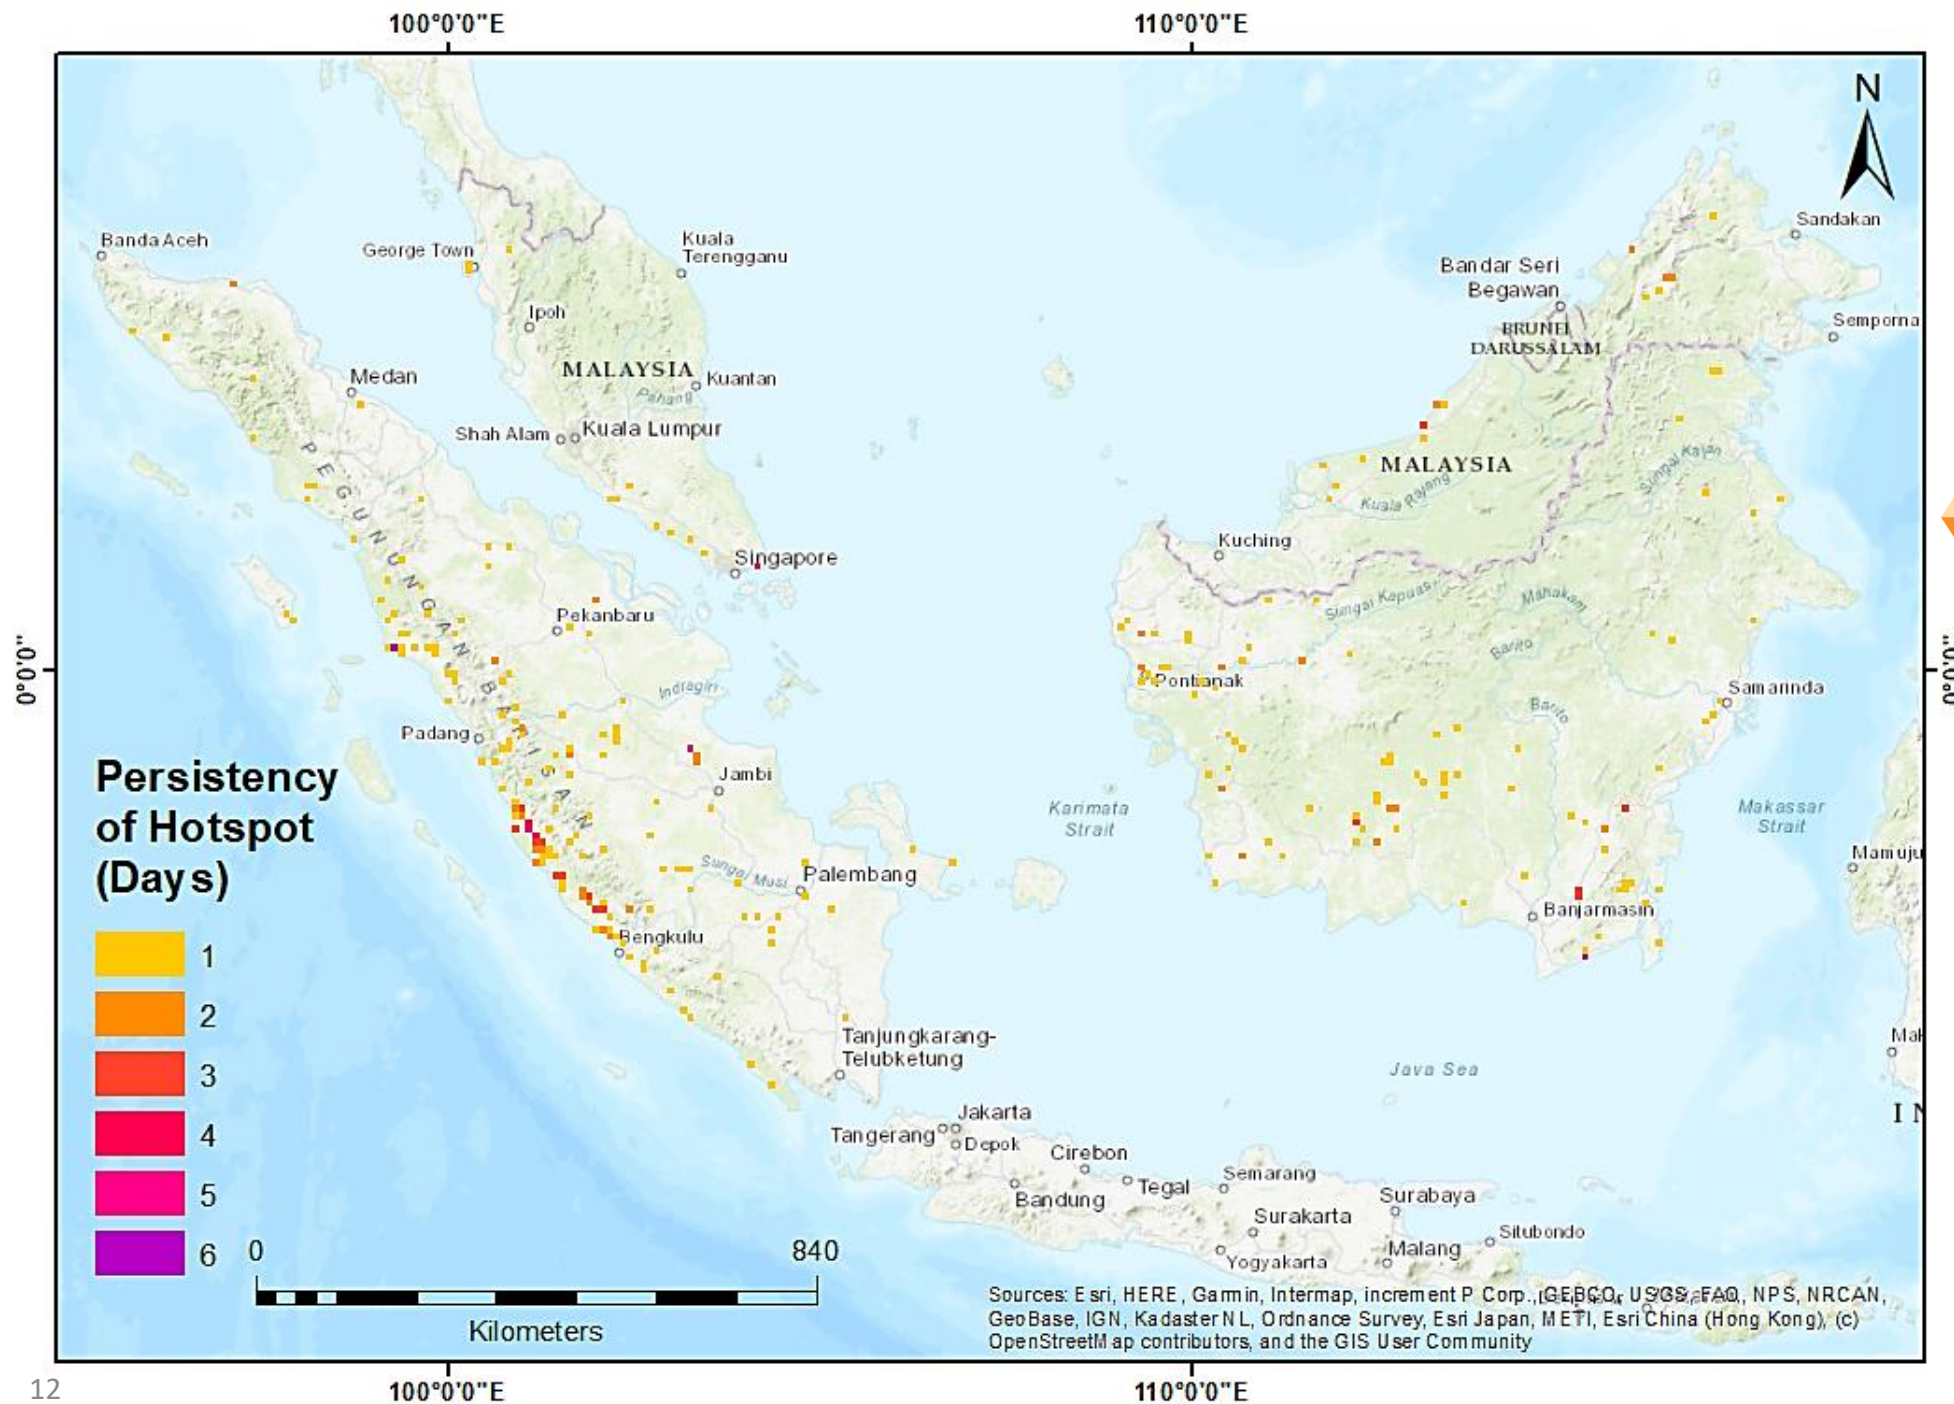 100°0'0"E
110°0'0"E
N
Banda Aceh
George Town
Kuala
Terengganu
Sandakan
Bandar Seri
Begawan
BRUNEI
DARUSSALAM
Semporna
Ipoh
MALAYSIA
Medan
Kuantan
Pahang
Shah Alam
Kuala Lumpur
MALAYSIA
Kuala Rajang
Sungai Kajan
PEGUNUNGAN BARISAN
Kuching
Singapore
Sungai Kapuas
Mahakam
Pekanbaru
Barito
0°0'0"
0°0'0"
Pontianak
Indragiri
Samarinda
Barito
Padang
Jambi
Karimata
Strait
Makassar
Strait
Mamuju
Sungai Musi
Palembang
Banjarmasin
Bengkulu
Tanjungkarang-
Telubketung
Java Sea
Mak
IN
Jakarta
Tangerang
Depok
Cirebon
Bandung
Tegal
Semarang
Surabaya
Surakarta
Situbondo
Yogyakarta
Malang
Persistency
of Hotspot
(Days)
1
2
3
4
5
6
0
840
Kilometers
Sources: Esri, HERE, Garmin, Intermap, increment P Corp., GEBCO, USGS, FAO, NPS, NRCAN,
GeoBase, IGN, Kadaster NL, Ordnance Survey, Esri Japan, METI, Esri China (Hong Kong), (c)
OpenStreetMap contributors, and the GIS User Community
100°0'0"E
110°0'0"E
12